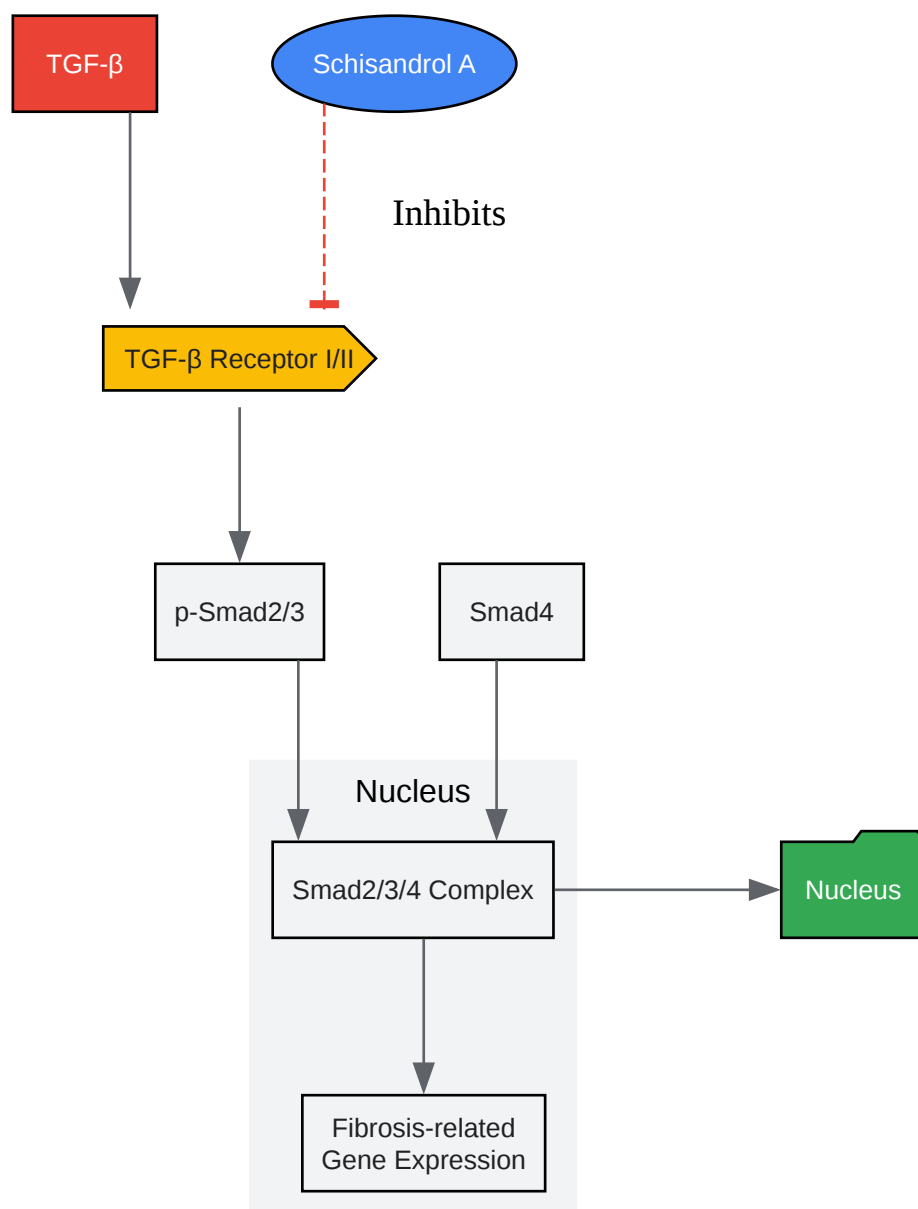 TGF-β
Schisandrol A
Inhibits
TGF-β Receptor I/II
p-Smad2/3
Smad4
Nucleus
Smad2/3/4 Complex
Nucleus
Fibrosis-related
Gene Expression